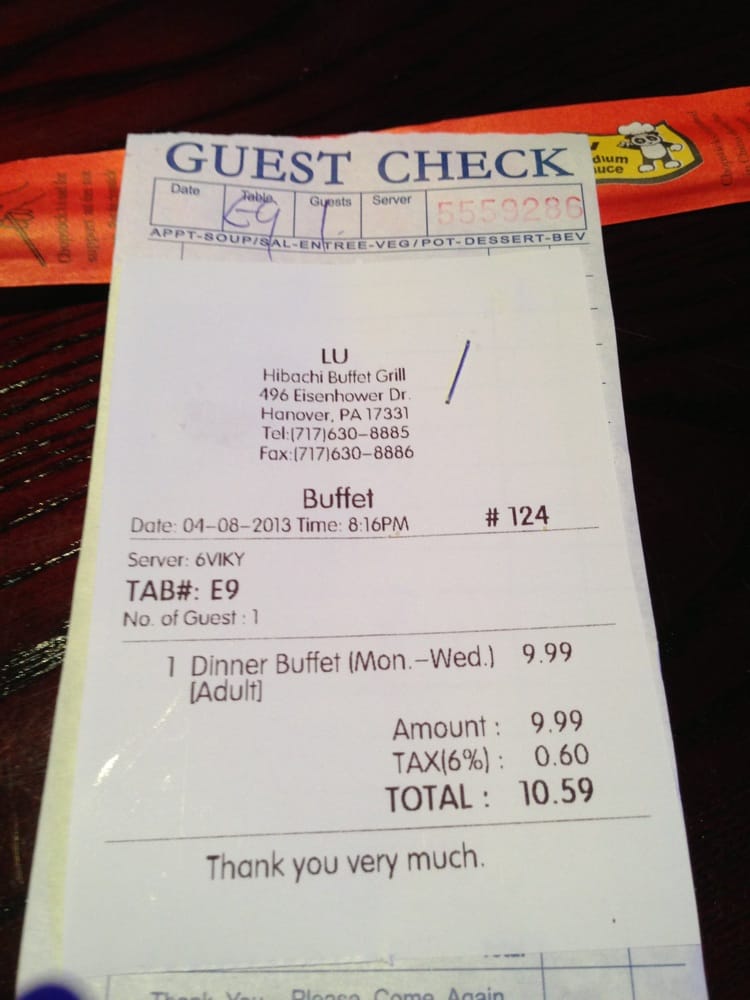 GUEST CHECK
Date Table Guests Server 5559286
E9 1
APPT-SOUP/SAL-ENTREE-VEG/POT-DESSERT-BEV
LU
Hibachi Buffet Grill
496 Eisenhower Dr.
Hanover, PA 17331
Tel:(717)630-8885
Fax:(717)630-8886
Buffet
Date: 04-08-2013 Time: 8:16PM # 124
Server: 6VIKY
TAB#: E9
No. of Guest : 1
1 Dinner Buffet (Mon.-Wed.) 9.99
[Adult]
Amount : 9.99
TAX(6%) : 0.60
TOTAL : 10.59
Thank you very much.
Thank You Please Come Again